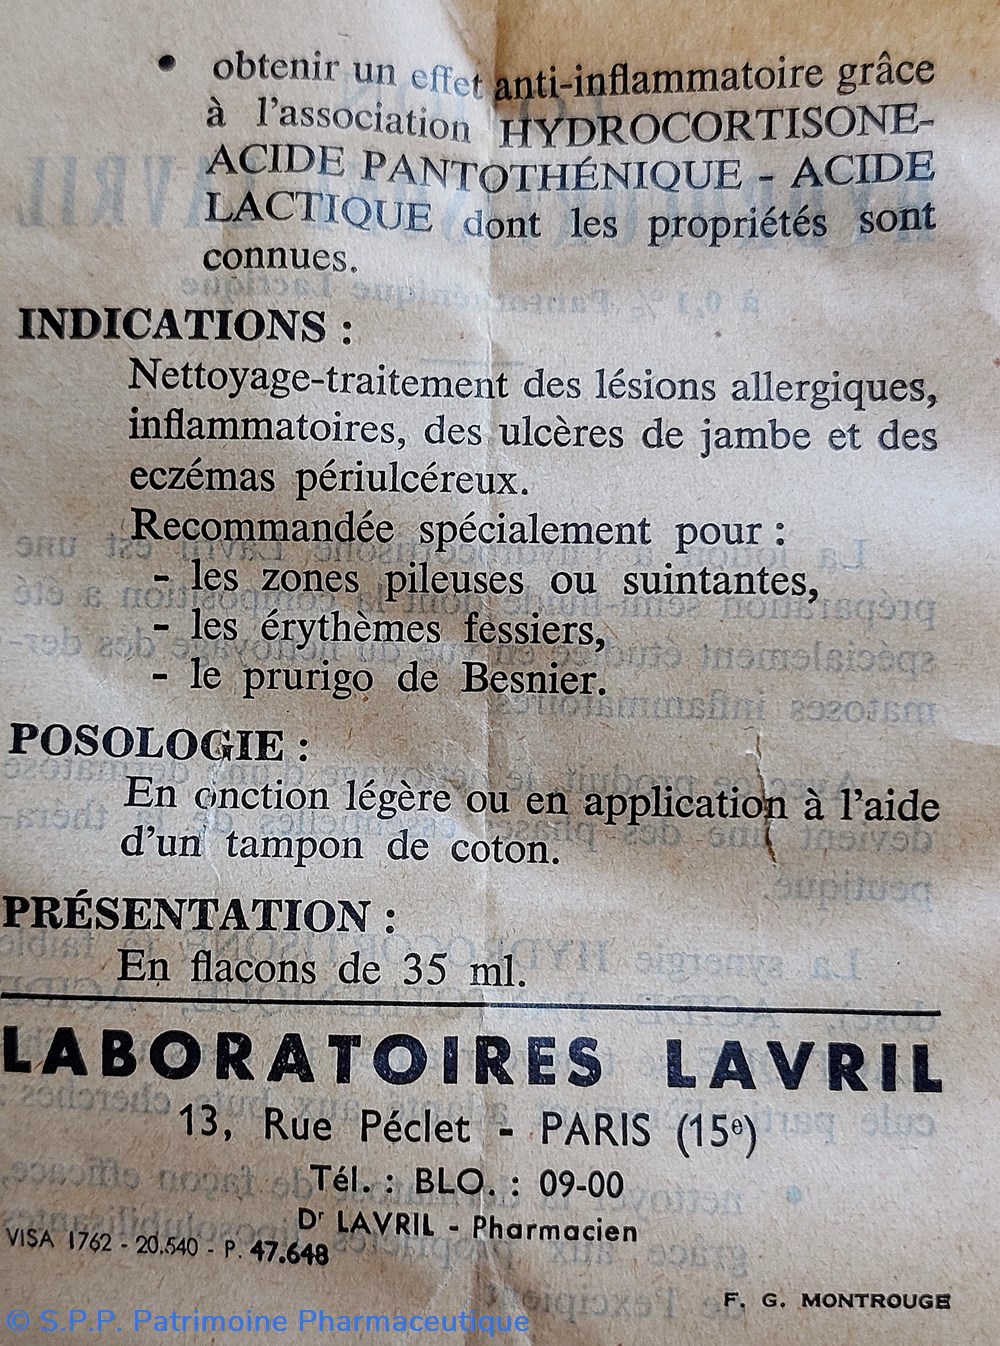 • obtenir un effet anti-inflammatoire grâce
à l'association HYDROCORTISONE-
ACIDE PANTOTHÉNIQUE - ACIDE
LACTIQUE dont les propriétés sont
connues.
INDICATIONS :
Nettoyage-traitement des lésions allergiques,
inflammatoires, des ulcères de jambe et des
eczémas périulcéreux.
Recommandée spécialement pour :
- les zones pileuses ou suintantes,
- les érythèmes fessiers,
- le prurigo de Besnier.
POSOLOGIE :
En onction légère ou en application à l'aide
d'un tampon de coton.
PRÉSENTATION :
En flacons de 35 ml.
LABORATOIRES LAVRIL
13, Rue Péclet - PARIS (15e)
Tél. : BLO. : 09-00
Dr LAVRIL - Pharmacien
VISA 1762 - 20.540 - P. 47.648
F. G. MONTROUGE
© S.P.P. Patrimoine Pharmaceutique